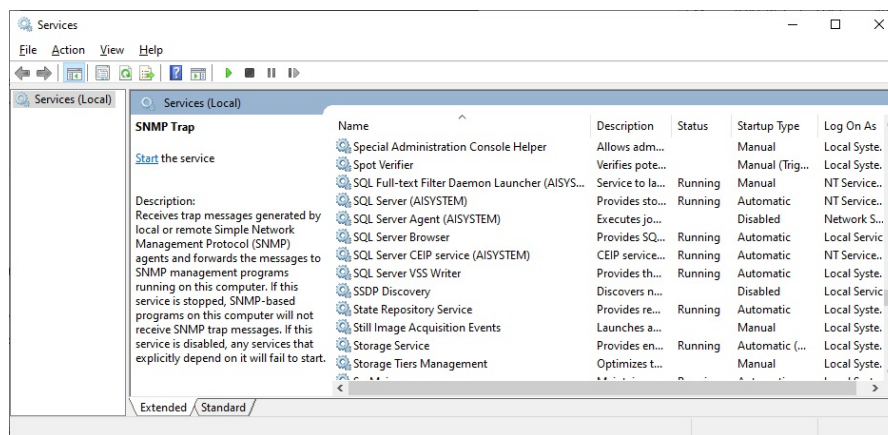 Services
File Action View Help
Services (Local)
Services (Local)
SNMP Trap
Start the service
Description:
Receives trap messages generated by
local or remote Simple Network
Management Protocol (SNMP)
agents and forwards the messages to
SNMP management programs
running on this computer. If this
service is stopped, SNMP-based
programs on this computer will not
receive SNMP trap messages. If this
service is disabled, any services that
explicitly depend on it will fail to start.
Name Description Status Startup Type Log On As
Special Administration Console Helper Allows adm... Manual Local Syste.
Spot Verifier Verifies pote... Manual (Trig... Local Syste.
SQL Full-text Filter Daemon Launcher (AISYS... Service to la... Running Manual NT Service..
SQL Server (AISYSTEM) Provides sto... Running Automatic NT Service..
SQL Server Agent (AISYSTEM) Executes jo... Disabled Network S...
SQL Server Browser Provides SQ... Running Automatic Local Servic
SQL Server CEIP service (AISYSTEM) CEIP service... Running Automatic NT Service..
SQL Server VSS Writer Provides th... Running Automatic Local Syste.
SSDP Discovery Discovers n... Disabled Local Servic
State Repository Service Provides re... Running Automatic Local Syste.
Still Image Acquisition Events Launches a... Manual Local Syste.
Storage Service Provides en... Running Automatic (... Local Syste.
Storage Tiers Management Optimizes t... Manual Local Syste.
Extended Standard